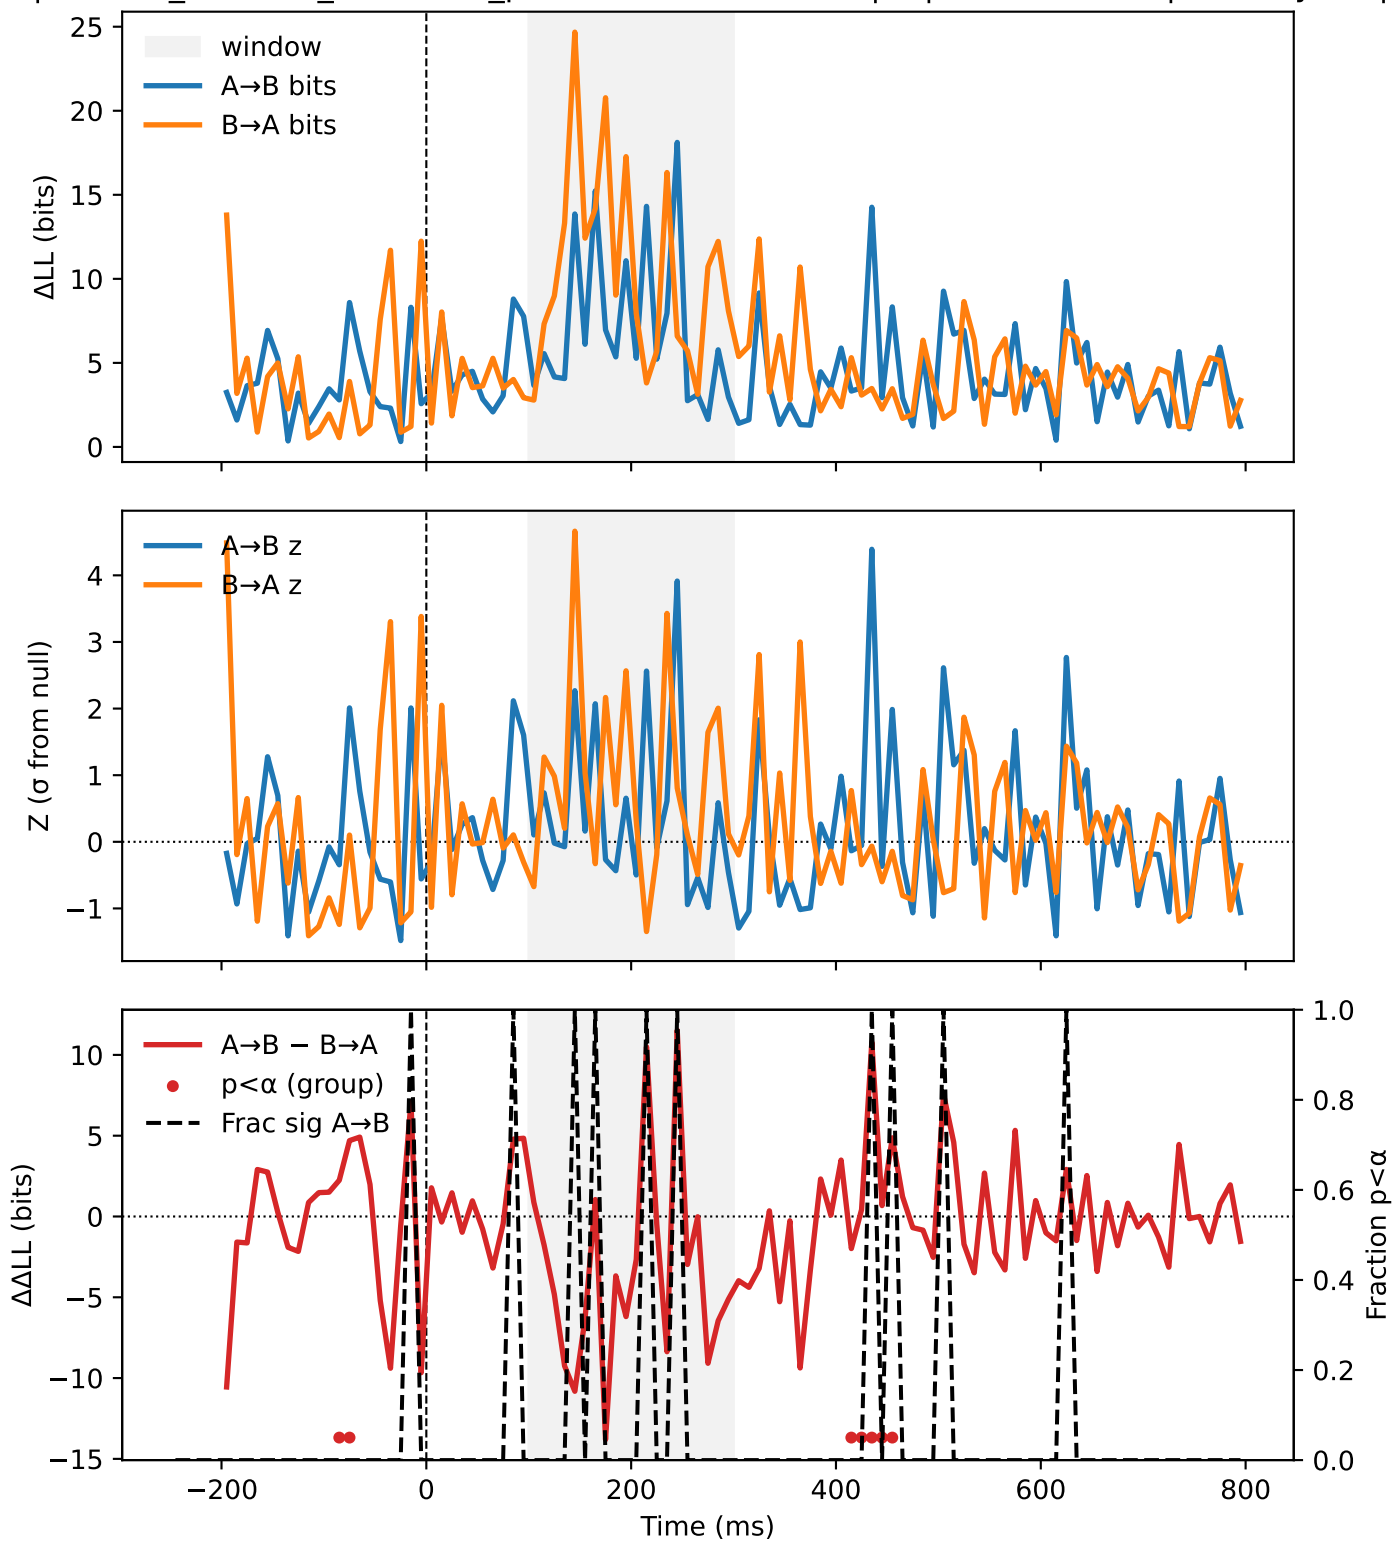 25
20
15
10
5
0
ΔLL (bits)
window
A→B bits
B→A bits
4
3
2
1
0
−1
Z (σ from null)
A→B z
B→A z
10
5
0
−5
−10
−15
ΔΔLL (bits)
A→B − B→A
p<α (group)
Frac sig A→B
1.0
0.8
0.6
0.4
0.2
0.0
Fraction p<α
−200 0 200 400 600 800
Time (ms)